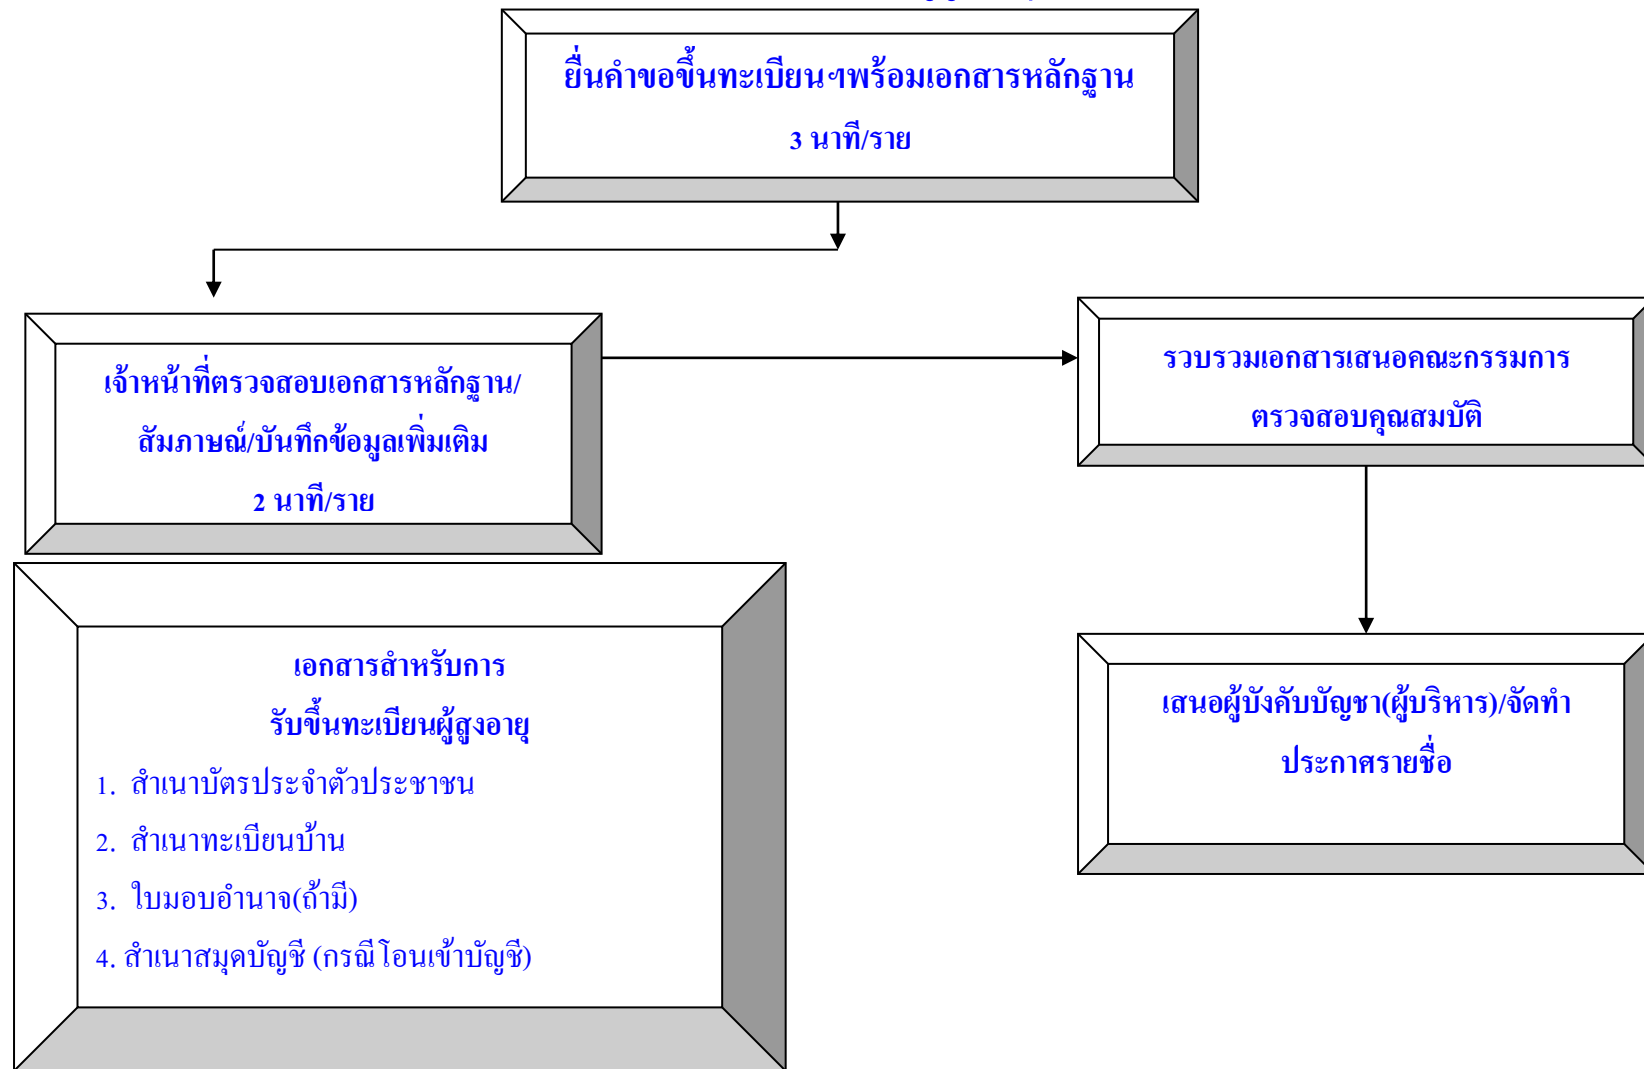 ยื่นคำขอขึ้นทะเบียนฯพร้อมเอกสารหลักฐาน
3 นาที/ราย
เจ้าหน้าที่ตรวจสอบเอกสารหลักฐาน/
สัมภาษณ์/บันทึกข้อมูลเพิ่มเติม
2 นาที/ราย
รวบรวมเอกสารเสนอคณะกรรมการ
ตรวจสอบคุณสมบัติ
เสนอผู้บังคับบัญชา(ผู้บริหาร)/จัดทำ
ประกาศรายชื่อ
เอกสารสำหรับการ
รับขึ้นทะเบียนผู้สูงอายุ
1. สำเนาบัตรประจำตัวประชาชน
2. สำเนาทะเบียนบ้าน
3. ใบมอบอำนาจ(ถ้ามี)
4. สำเนาสมุดบัญชี (กรณีโอนเข้าบัญชี)